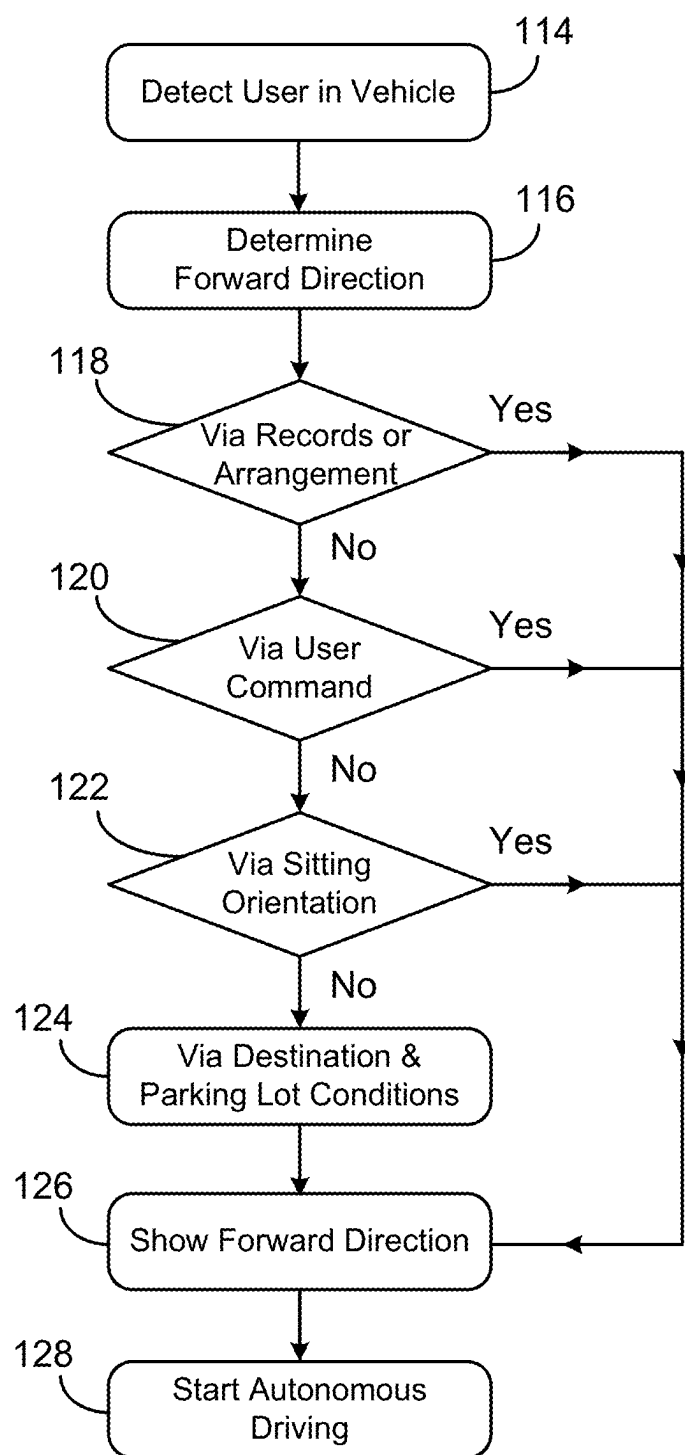 114
Detect User in Vehicle
116
Determine
Forward Direction
118
Via Records or
Arrangement
Yes
No
120
Via User
Command
Yes
No
122
Via Sitting
Orientation
Yes
No
124
Via Destination &
Parking Lot Conditions
126
Show Forward Direction
128
Start Autonomous
Driving